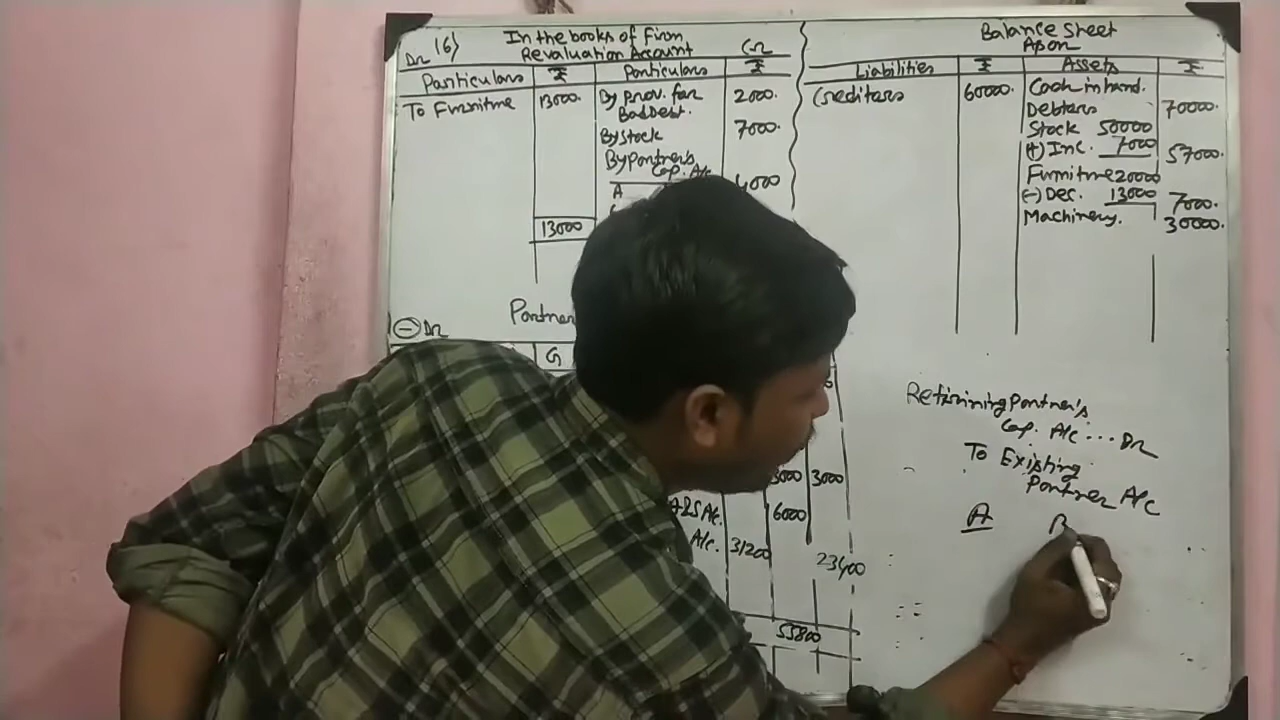 (6)
In the books of Firm
Revaluation Account
Dr Cr
Particulars ₹ Particulars ₹
To Furniture 13000. By prov. for 2000.
Bad Debt.
By Stock 7000.
By Partner's
Cap. A/c
A 4000
13000
Partner
⊖ Dr
G
3000 3000
6000
A/c. 31200
23400
55800
Balance Sheet
As on
Liabilities ₹ Assets ₹
Creditors 60000. Cash in hand.
Debtors 70000.
Stock 50000
(+) Inc. 7000 57000.
Furniture 20000
(-) Dec. 13000 7000.
Machinery. 30000.
Retirining Partner's
Cap. A/c ... Dr
To Existing
Partner A/c
A B